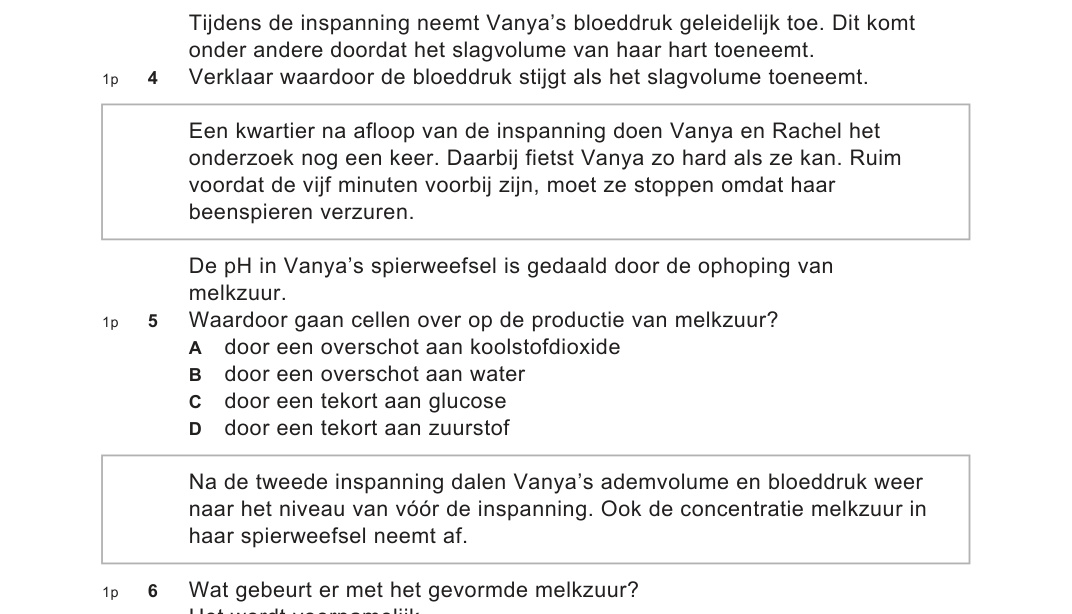 Tijdens de inspanning neemt Vanya’s bloeddruk geleidelijk toe. Dit komt
onder andere doordat het slagvolume van haar hart toeneemt.
1p 4 Verklaar waardoor de bloeddruk stijgt als het slagvolume toeneemt.
Een kwartier na afloop van de inspanning doen Vanya en Rachel het
onderzoek nog een keer. Daarbij fietst Vanya zo hard als ze kan. Ruim
voordat de vijf minuten voorbij zijn, moet ze stoppen omdat haar
beenspieren verzuren.
De pH in Vanya’s spierweefsel is gedaald door de ophoping van
melkzuur.
1p 5 Waardoor gaan cellen over op de productie van melkzuur?
A door een overschot aan koolstofdioxide
B door een overschot aan water
C door een tekort aan glucose
D door een tekort aan zuurstof
Na de tweede inspanning dalen Vanya’s ademvolume en bloeddruk weer
naar het niveau van vóór de inspanning. Ook de concentratie melkzuur in
haar spierweefsel neemt af.
1p 6 Wat gebeurt er met het gevormde melkzuur?
Het wordt voornamelijk